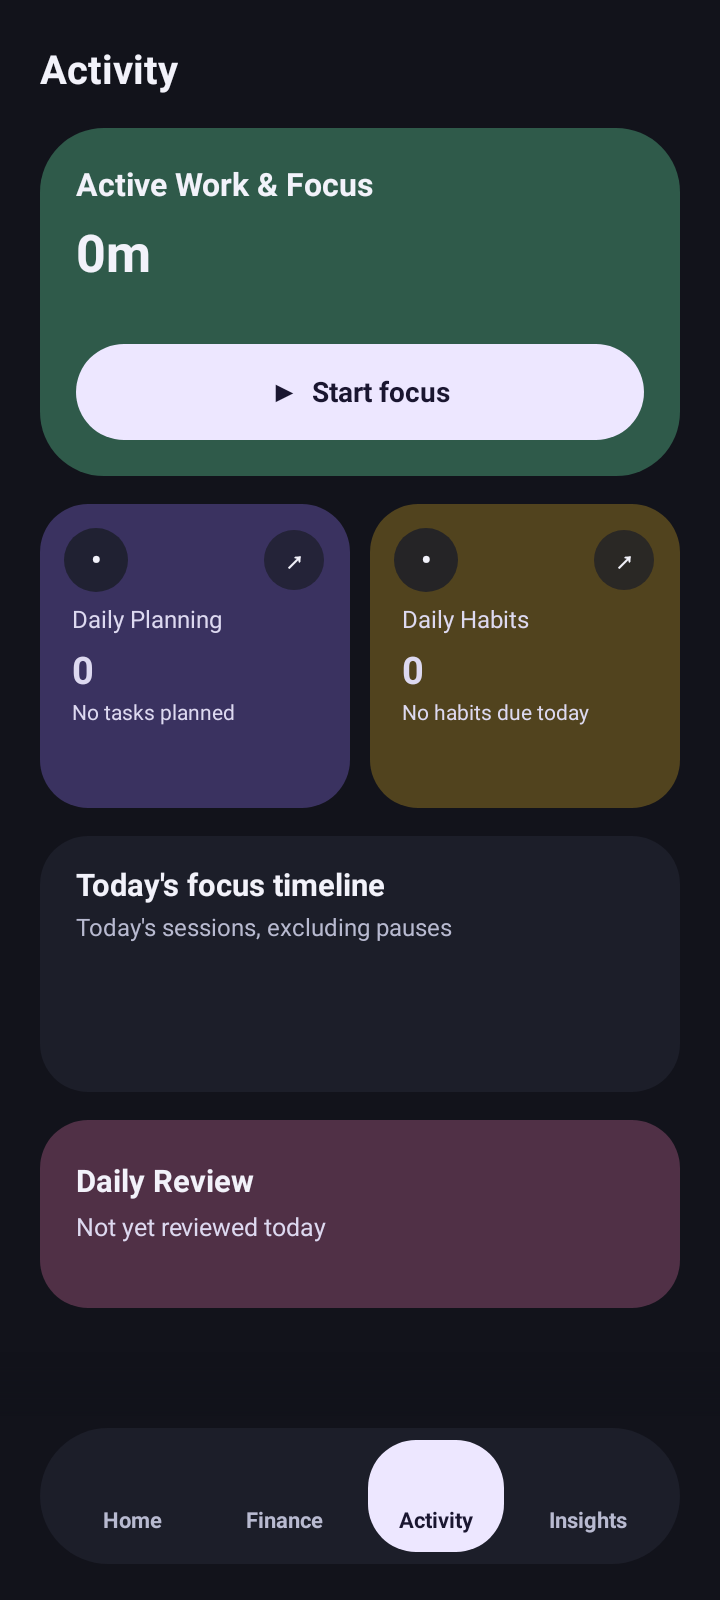 Activity
Active Work & Focus
0m
► Start focus
Daily Planning
0
No tasks planned
Daily Habits
0
No habits due today
Today's focus timeline
Today's sessions, excluding pauses
Daily Review
Not yet reviewed today
Home Finance Activity Insights